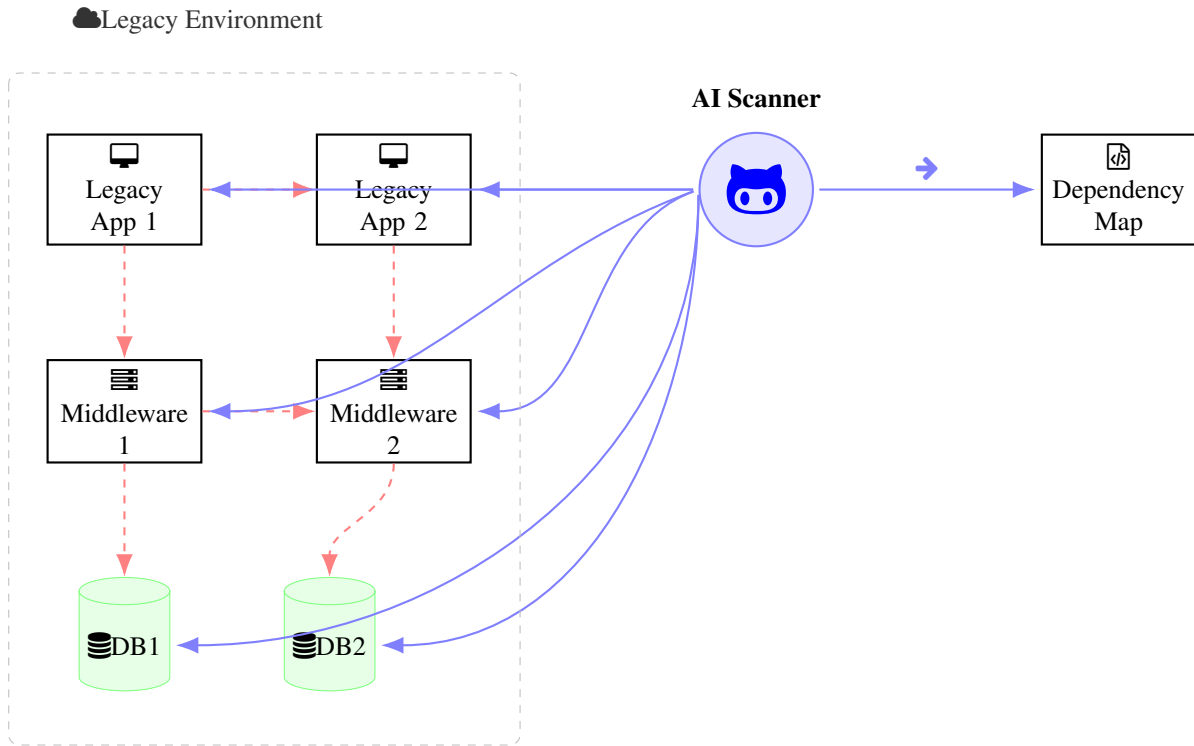 Legacy Environment
AI Scanner
Legacy
App 1
Legacy
App 2
Dependency
Map
Middleware
1
Middleware
2
DB1
DB2